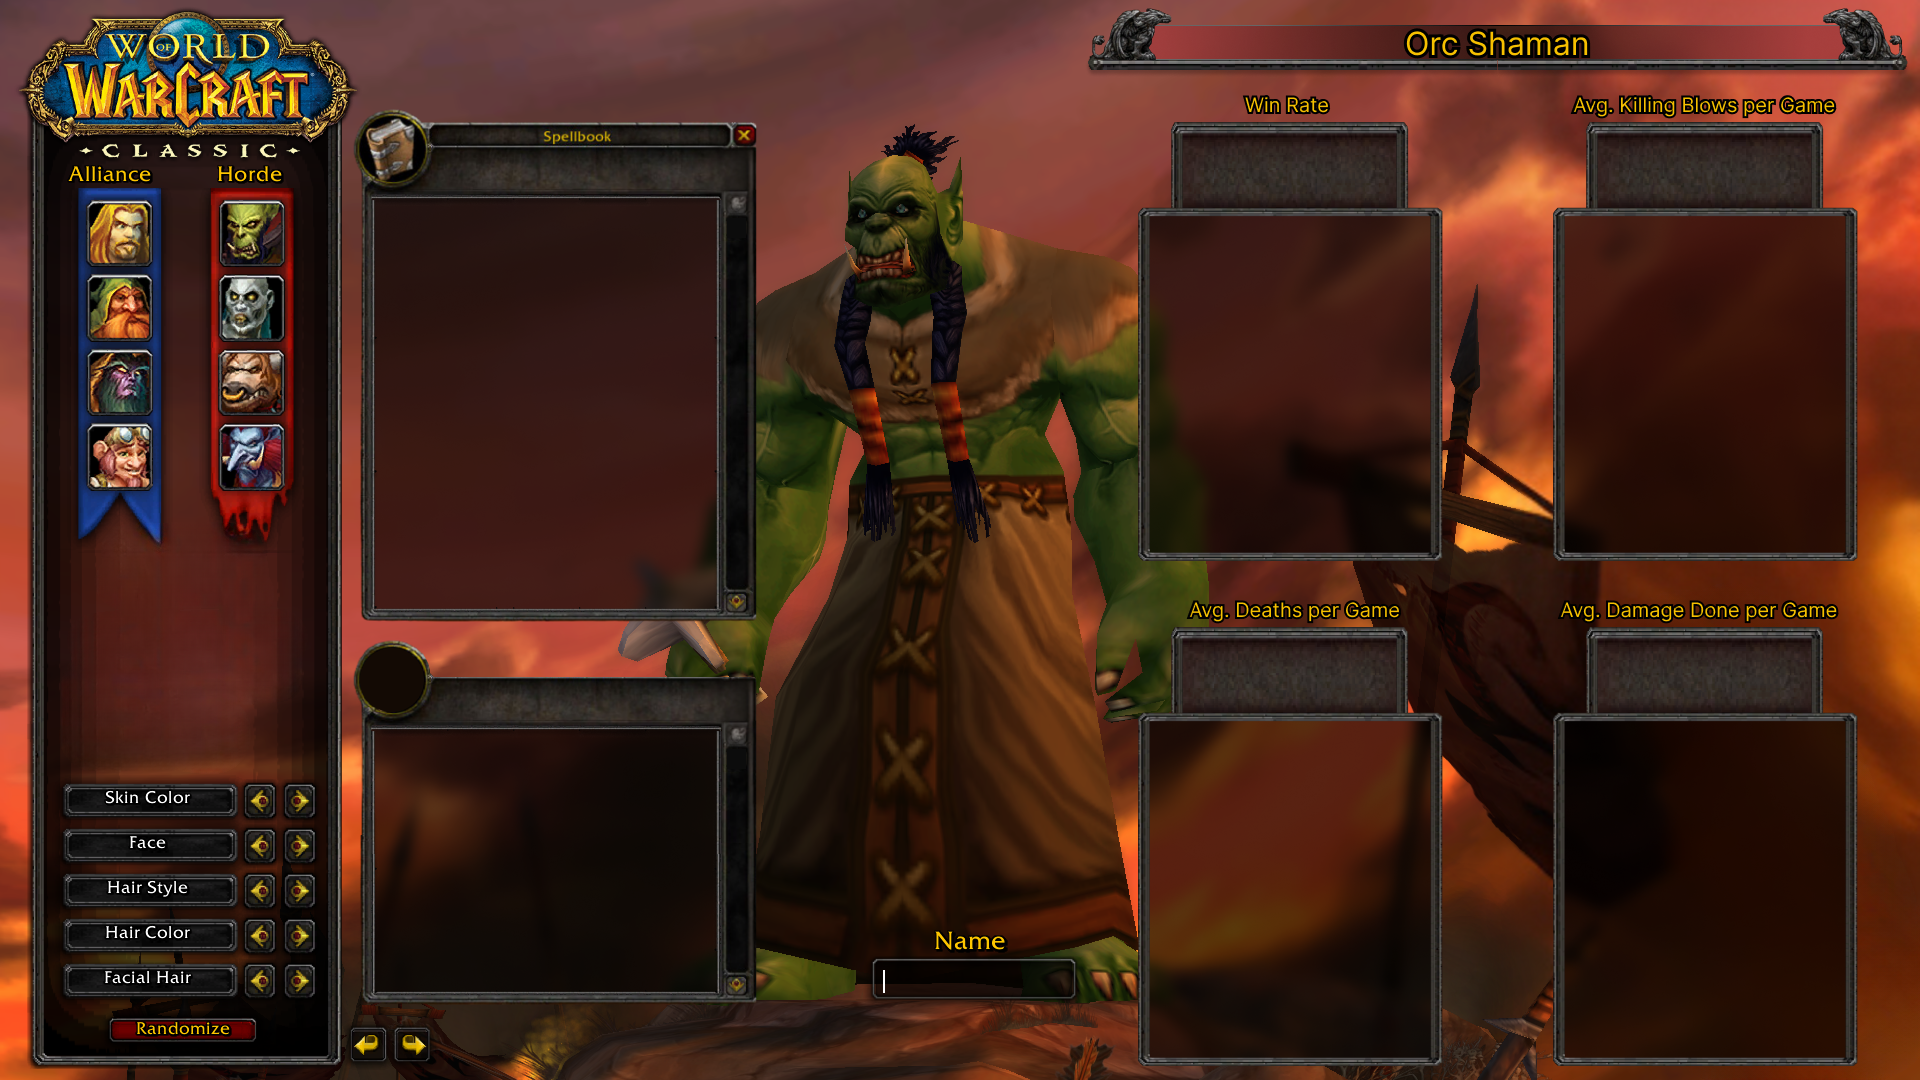 WORLD OF
WARCRAFT
CLASSIC
Alliance
Horde
Spellbook
Orc Shaman
Win Rate
Avg. Killing Blows per Game
Avg. Deaths per Game
Avg. Damage Done per Game
Skin Color
Face
Hair Style
Hair Color
Facial Hair
Randomize
Name